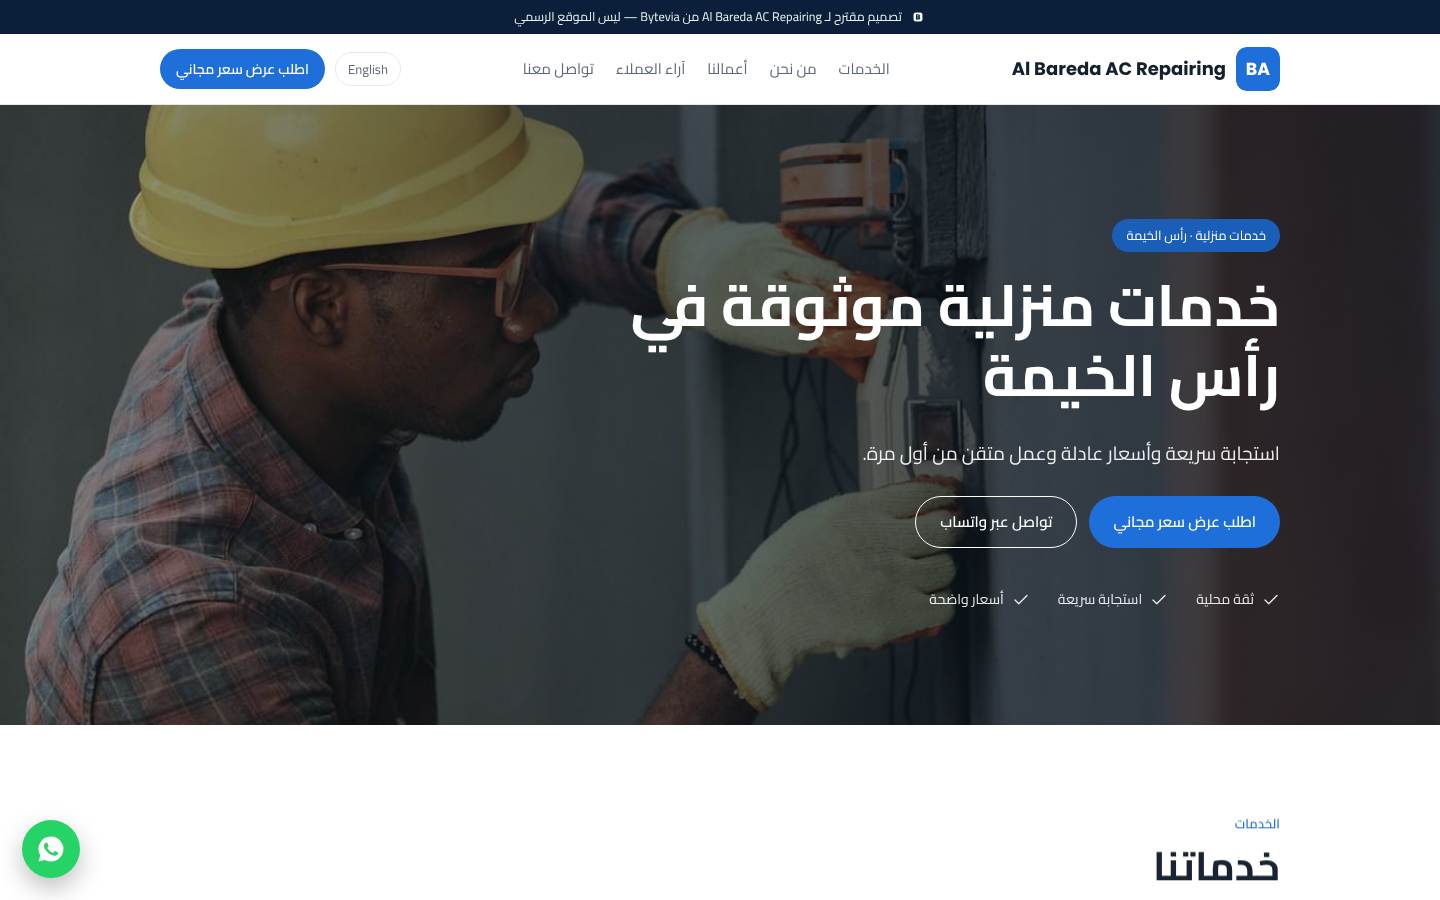 تصميم مقترح لـ Al Bareda AC Repairing من Bytevia — ليس الموقع الرسمي
BA Al Bareda AC Repairing
الخدمات من نحن أعمالنا آراء العملاء تواصل معنا
English
اطلب عرض سعر مجاني
خدمات منزلية · رأس الخيمة
خدمات منزلية موثوقة في
رأس الخيمة
استجابة سريعة وأسعار عادلة وعمل متقن من أول مرة.
اطلب عرض سعر مجاني
تواصل عبر واتساب
ثقة محلية استجابة سريعة أسعار واضحة
الخدمات
خدماتنا